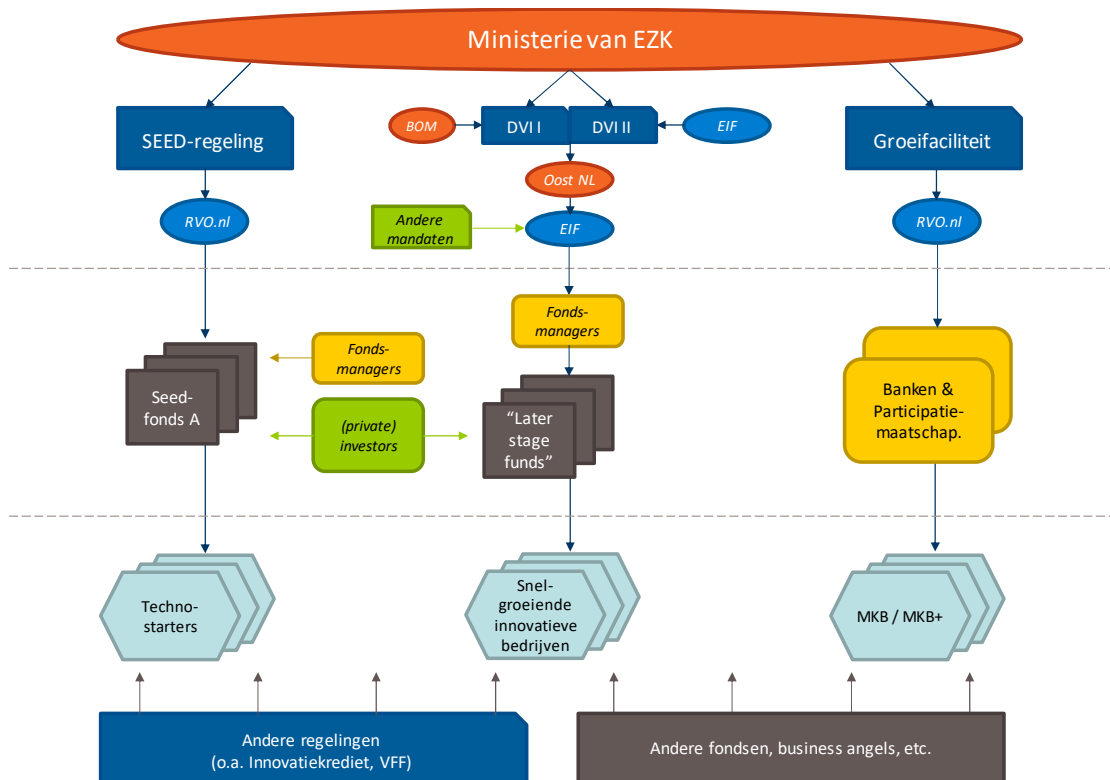 Ministerie van EZK
SEED-regeling
BOM
DVI I
DVI II
EIF
Groeifaciliteit
Oost NL
RVO.nl
Andere
mandaten
EIF
RVO.nl
Fonds-
managers
Fonds-
managers
Seed-
fonds A
(private)
investors
“Later
stage
funds”
Banken &
Participatie-
maatschap.
Techno-
starters
Snel-
groeiende
innovatieve
bedrijven
MKB / MKB+
Andere regelingen
(o.a. Innovatiekrediet, VFF)
Andere fondsen, business angels, etc.